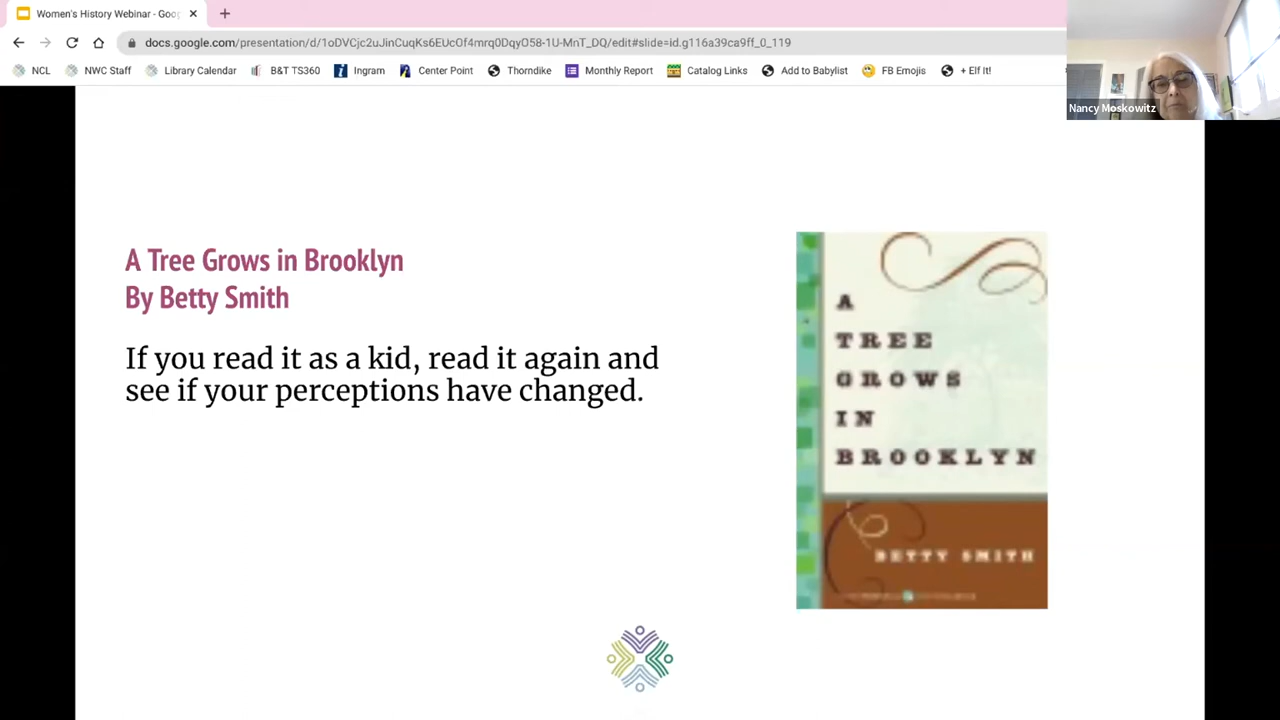 Women's History Webinar - Goo
docs.google.com/presentation/d/1oDVCjc2uJinCuqKs6EUcOf4mrq0DqyO58-1U-MnT_DQ/edit#slide=id.g116a39ca9ff_0_119
NCL NWC Staff Library Calendar B&T TS360 Ingram Center Point Thorndike Monthly Report Catalog Links Add to Babylist FB Emojis + Elf It!
Nancy Moskowitz
A Tree Grows in Brooklyn
By Betty Smith
If you read it as a kid, read it again and
see if your perceptions have changed.
A
TREE
GROWS
IN
BROOKLYN
BETTY SMITH